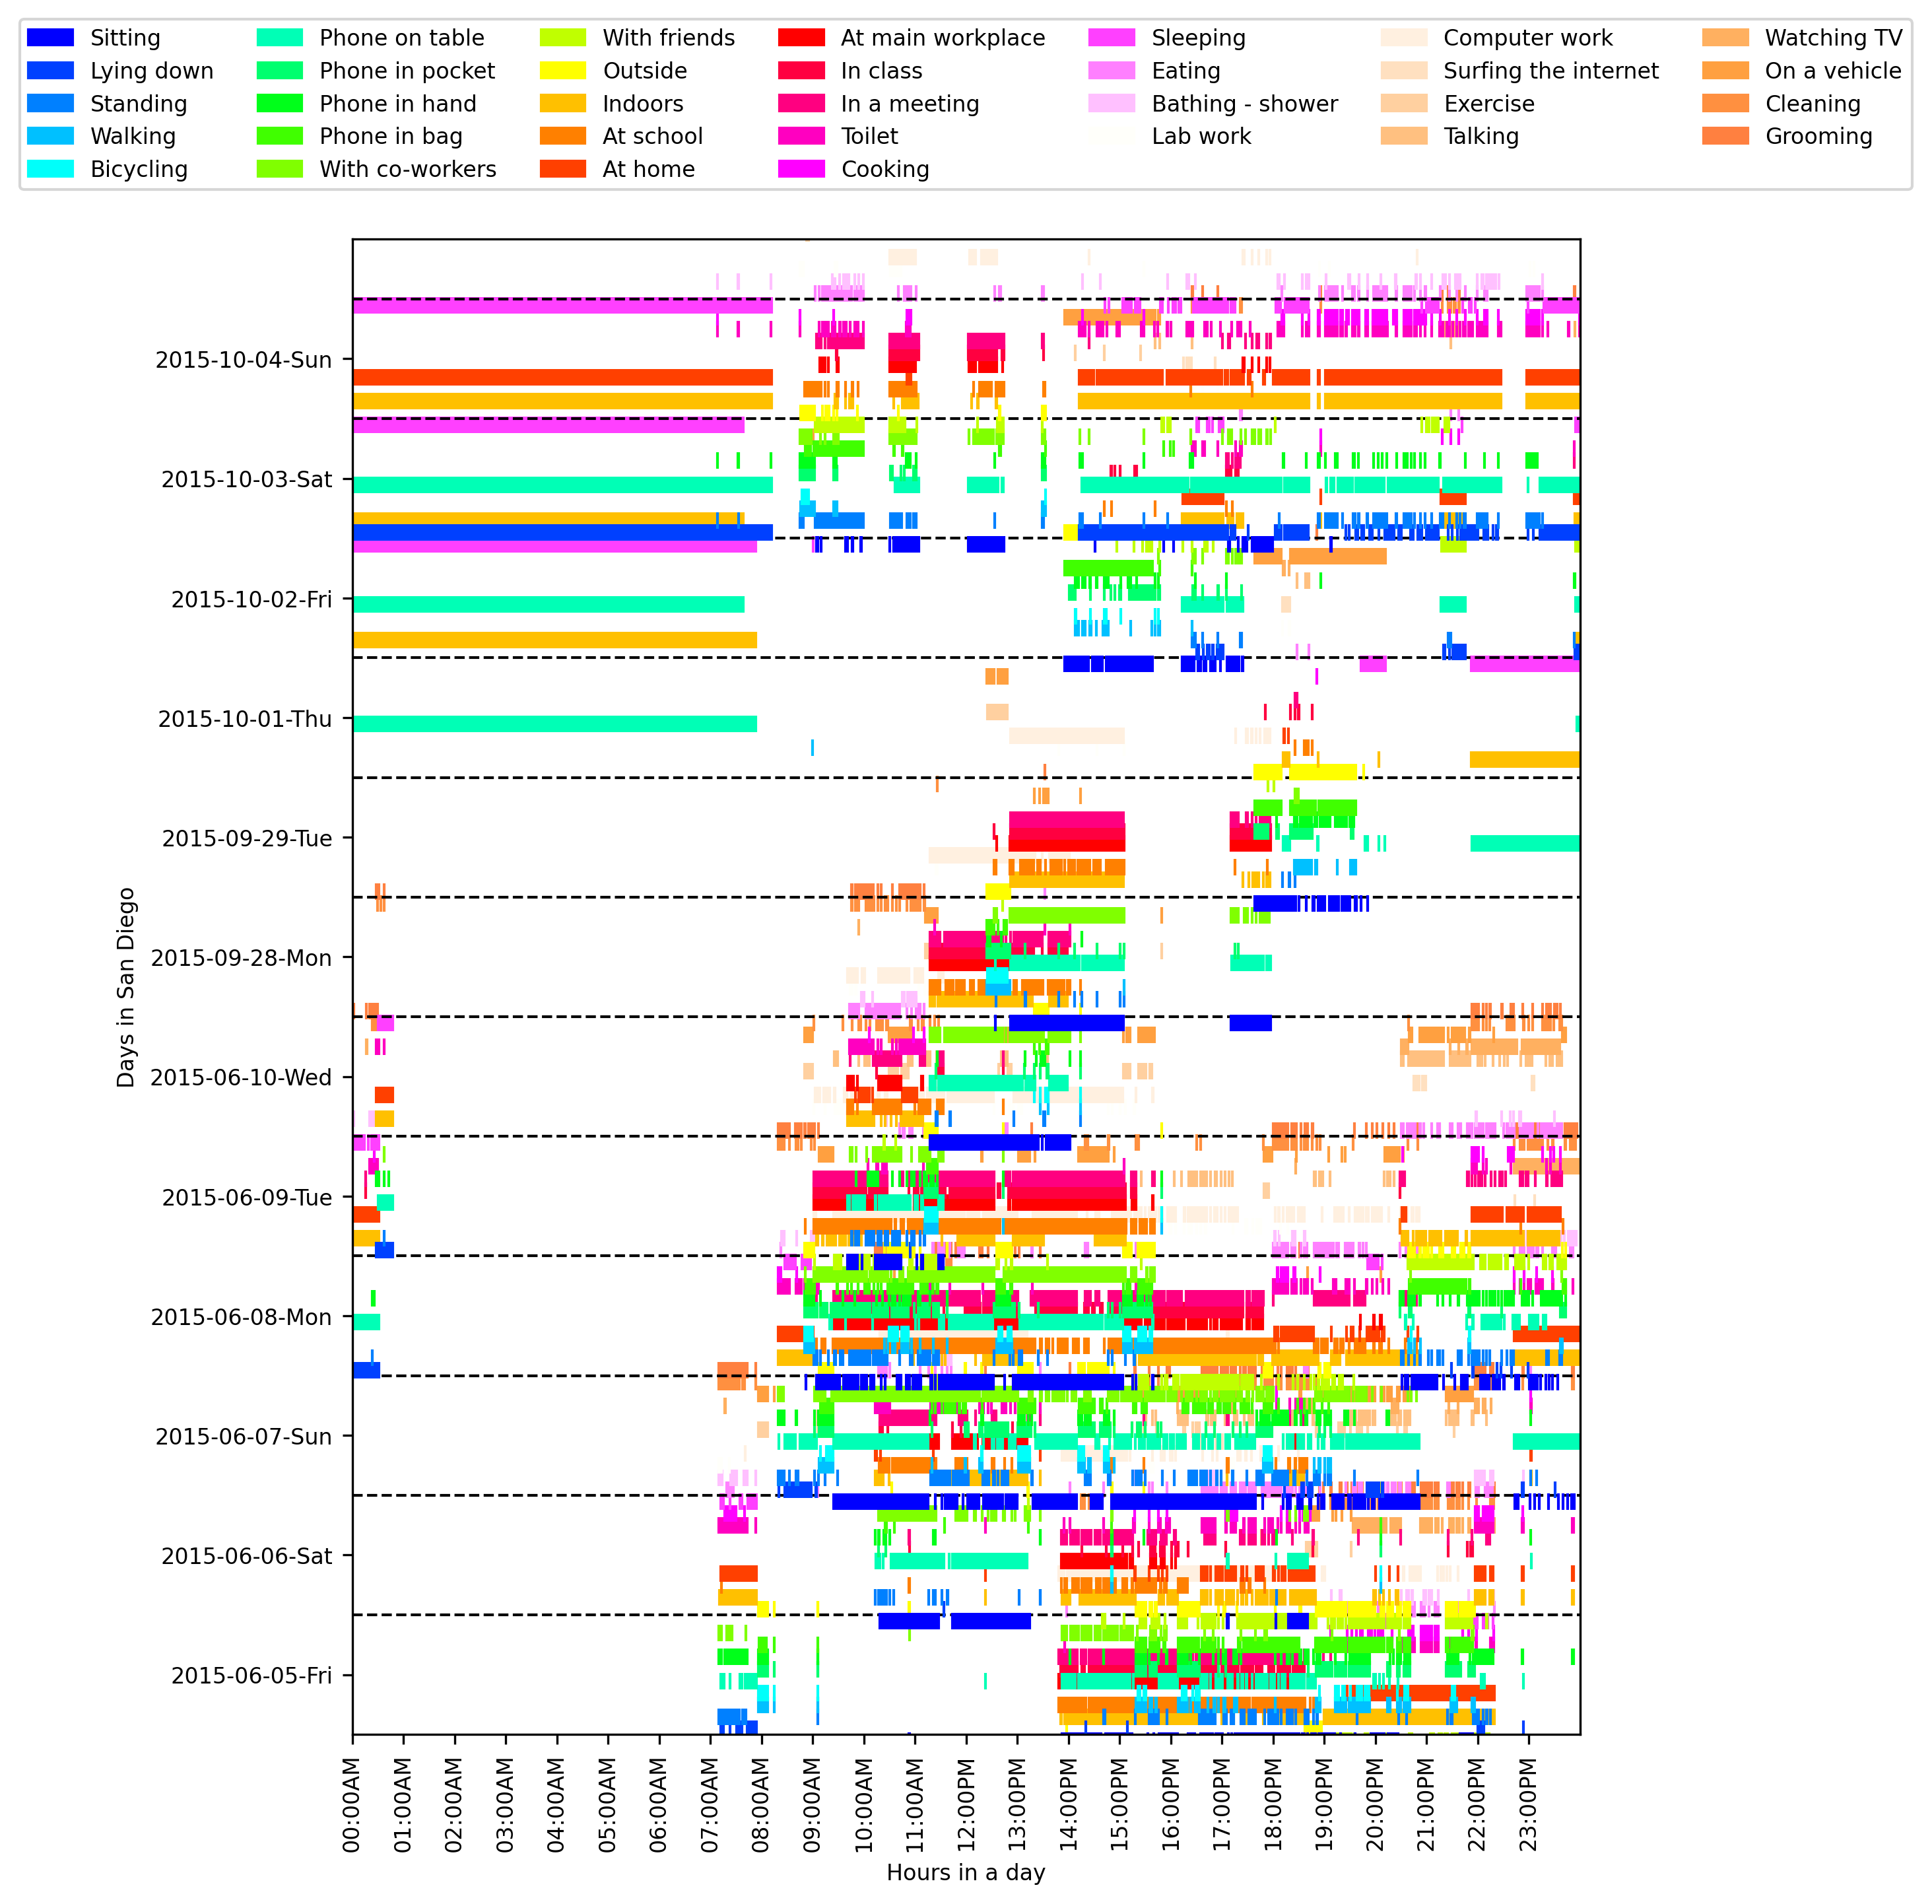 Sitting
Lying down
Standing
Walking
Bicycling
Phone on table
Phone in pocket
Phone in hand
Phone in bag
With co-workers
With friends
Outside
Indoors
At school
At home
At main workplace
In class
In a meeting
Toilet
Cooking
Sleeping
Eating
Bathing - shower
Lab work
Computer work
Surfing the internet
Exercise
Talking
Watching TV
On a vehicle
Cleaning
Grooming
Days in San Diego
2015-10-04-Sun
2015-10-03-Sat
2015-10-02-Fri
2015-10-01-Thu
2015-09-29-Tue
2015-09-28-Mon
2015-06-10-Wed
2015-06-09-Tue
2015-06-08-Mon
2015-06-07-Sun
2015-06-06-Sat
2015-06-05-Fri
00:00AM
01:00AM
02:00AM
03:00AM
04:00AM
05:00AM
06:00AM
07:00AM
08:00AM
09:00AM
10:00AM
11:00AM
12:00PM
13:00PM
14:00PM
15:00PM
16:00PM
17:00PM
18:00PM
19:00PM
20:00PM
21:00PM
22:00PM
23:00PM
Hours in a day